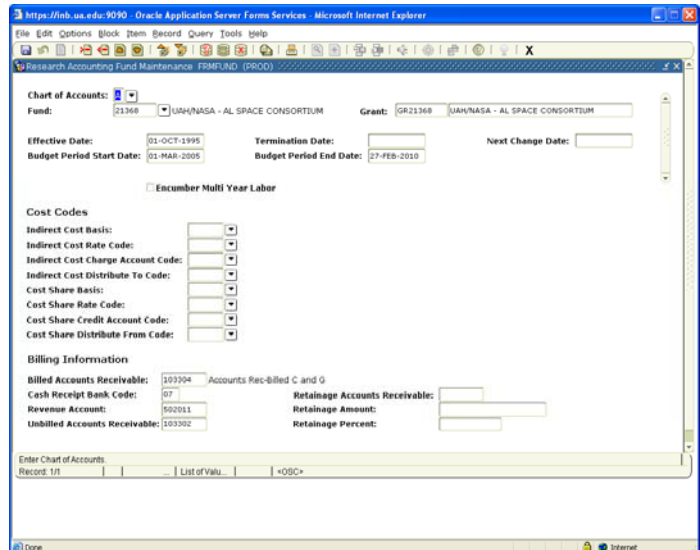 https://inb.ua.edu:9090 - Oracle Application Server Forms Services - Microsoft Internet Explorer
File Edit Options Block Item Record Query Tools Help
X
Research Accounting Fund Maintenance FRMFUND (PROD)
Chart of Accounts: A
Fund: 21368 UAH/NASA - AL SPACE CONSORTIUM Grant: GR21368 UAH/NASA - AL SPACE CONSORTIUM
Effective Date: 01-OCT-1995 Termination Date: Next Change Date:
Budget Period Start Date: 01-MAR-2005 Budget Period End Date: 27-FEB-2010
Encumber Multi Year Labor
Cost Codes
Indirect Cost Basis:
Indirect Cost Rate Code:
Indirect Cost Charge Account Code:
Indirect Cost Distribute To Code:
Cost Share Basis:
Cost Share Rate Code:
Cost Share Credit Account Code:
Cost Share Distribute From Code:
Billing Information
Billed Accounts Receivable: 103304 Accounts Rec-Billed C and G
Cash Receipt Bank Code: 07 Retainage Accounts Receivable:
Revenue Account: 502011 Retainage Amount:
Unbilled Accounts Receivable: 103302 Retainage Percent:
Enter Chart of Accounts.
Record: 1/1 ... List of Valu... <OSC>
Done Internet